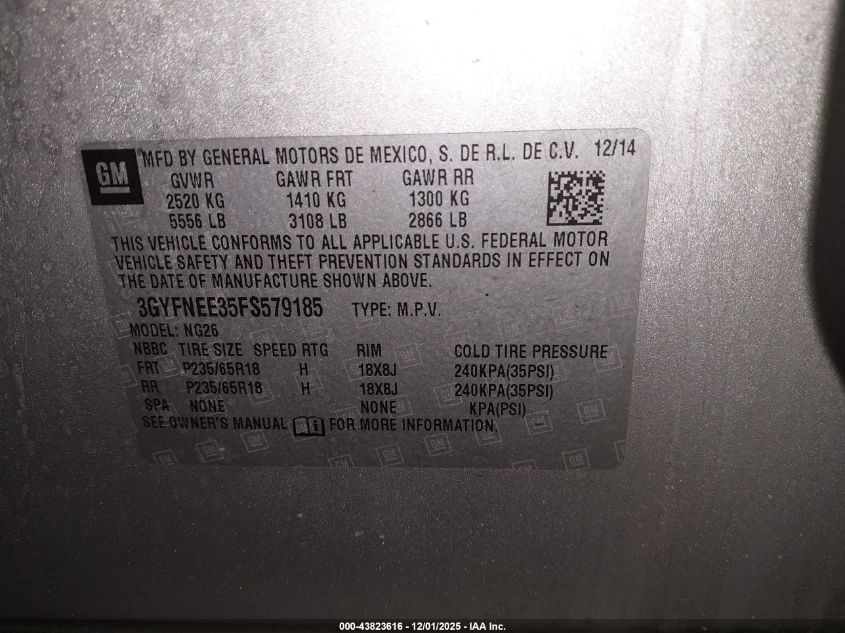 GM ®MFD BY GENERAL MOTORS DE MEXICO, S. DE R.L. DE C.V. 12/14
GVWR GAWR FRT GAWR RR
2520 KG 1410 KG 1300 KG
5556 LB 3108 LB 2866 LB
THIS VEHICLE CONFORMS TO ALL APPLICABLE U.S. FEDERAL MOTOR
VEHICLE SAFETY AND THEFT PREVENTION STANDARDS IN EFFECT ON
THE DATE OF MANUFACTURE SHOWN ABOVE.
3GYFNEE35FS579185 TYPE: M.P.V.
MODEL: NG26
NBBC TIRE SIZE SPEED RTG RIM COLD TIRE PRESSURE
FRT P235/65R18 H 18X8J 240KPA(35PSI)
RR P235/65R18 H 18X8J 240KPA(35PSI)
SPA NONE NONE KPA(PSI)
SEE OWNER'S MANUAL FOR MORE INFORMATION.
000-43823616 - 12/01/2025 - IAA Inc.